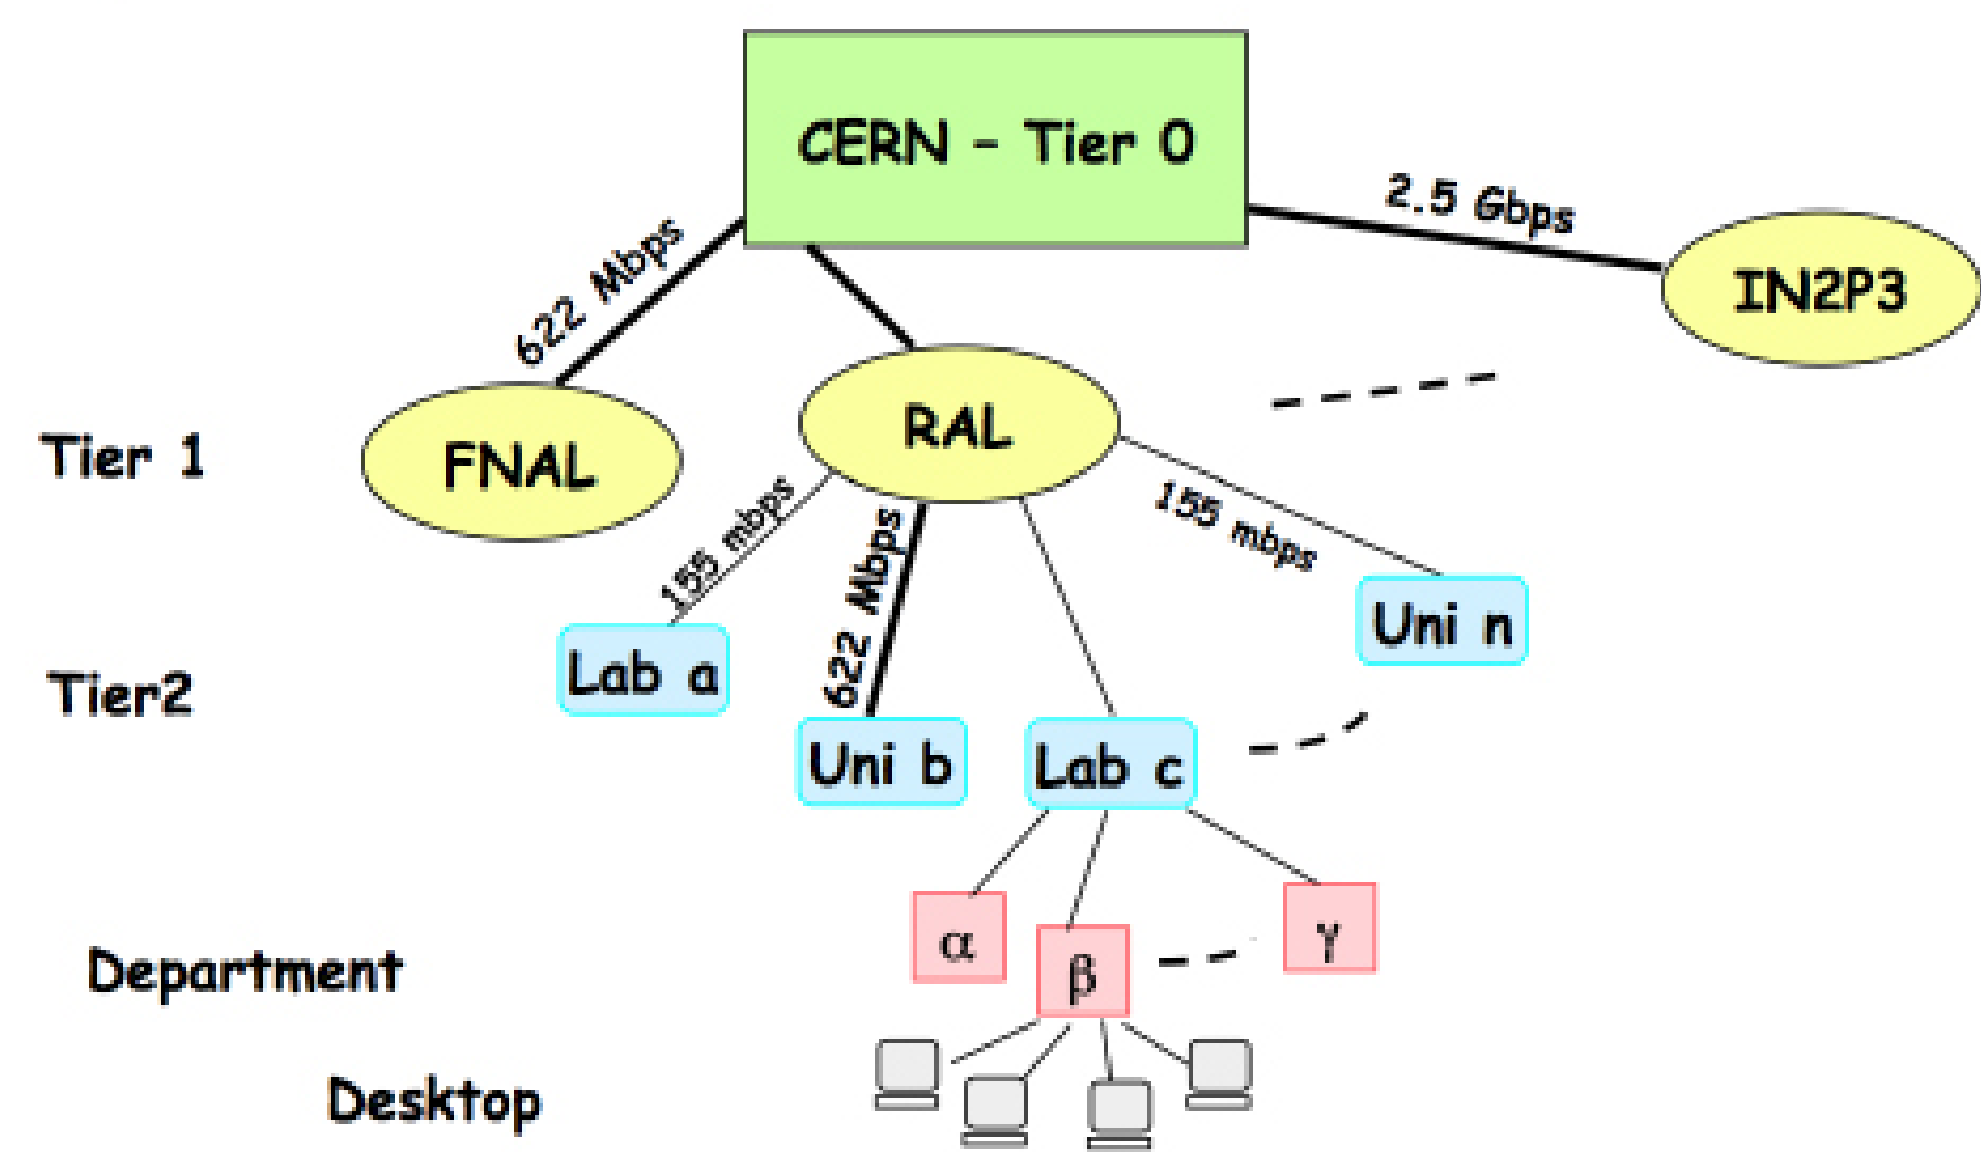 CERN - Tier 0
2.5 Gbps
622 Mbps
IN2P3
Tier 1
FNAL
RAL
155 mbps
622 Mbps
155 mbps
Uni n
Tier2
Lab a
Uni b
Lab c
Department
α
β
γ
Desktop